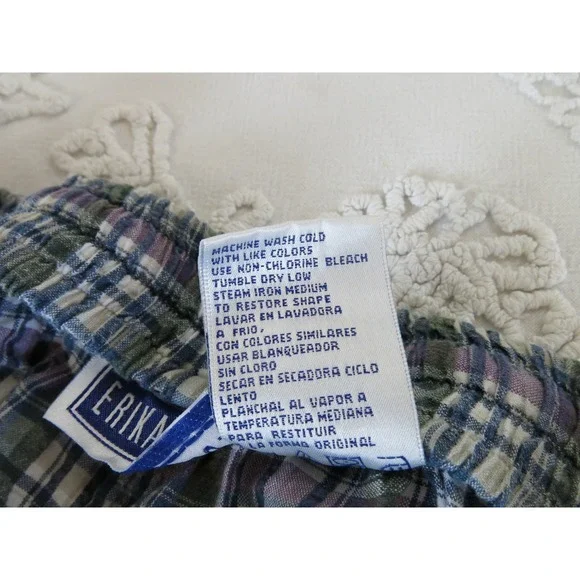 MACHINE WASH COLD
WITH LIKE COLORS
USE NON-CHLORINE BLEACH
TUMBLE DRY LOW
STEAM IRON MEDIUM
TO RESTORE SHAPE
LAVAR EN LAVADORA
A FRIO,
CON COLORES SIMILARES
USAR BLANQUEADOR
SIN CLORO
SECAR EN SECADORA CICLO
LENTO
PLANCHAL AL VAPOR A
TEMPERATURA MEDIANA
PARA RESTITUIR
LA FORMA ORIGINAL
ERIKA